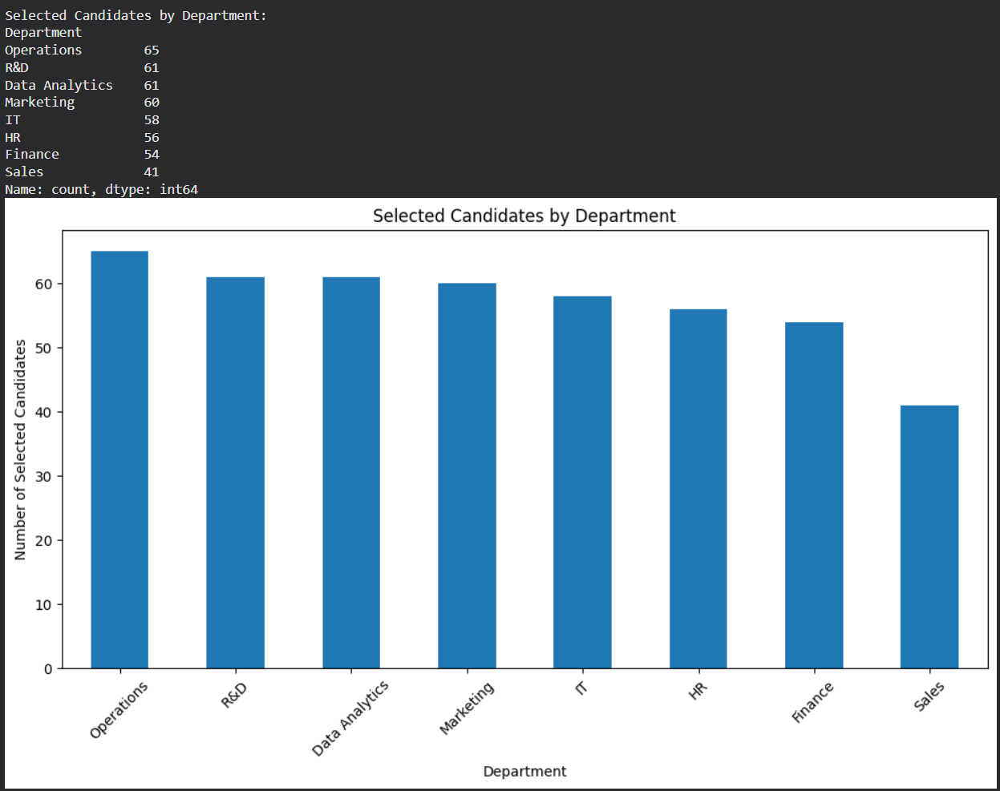 Selected Candidates by Department:
Department
Operations        65
R&D               61
Data Analytics    61
Marketing         60
IT                58
HR                56
Finance           54
Sales             41
Name: count, dtype: int64
Selected Candidates by Department
Number of Selected Candidates
60
50
40
30
20
10
0
Operations
R&D
Data Analytics
Marketing
IT
HR
Finance
Sales
Department